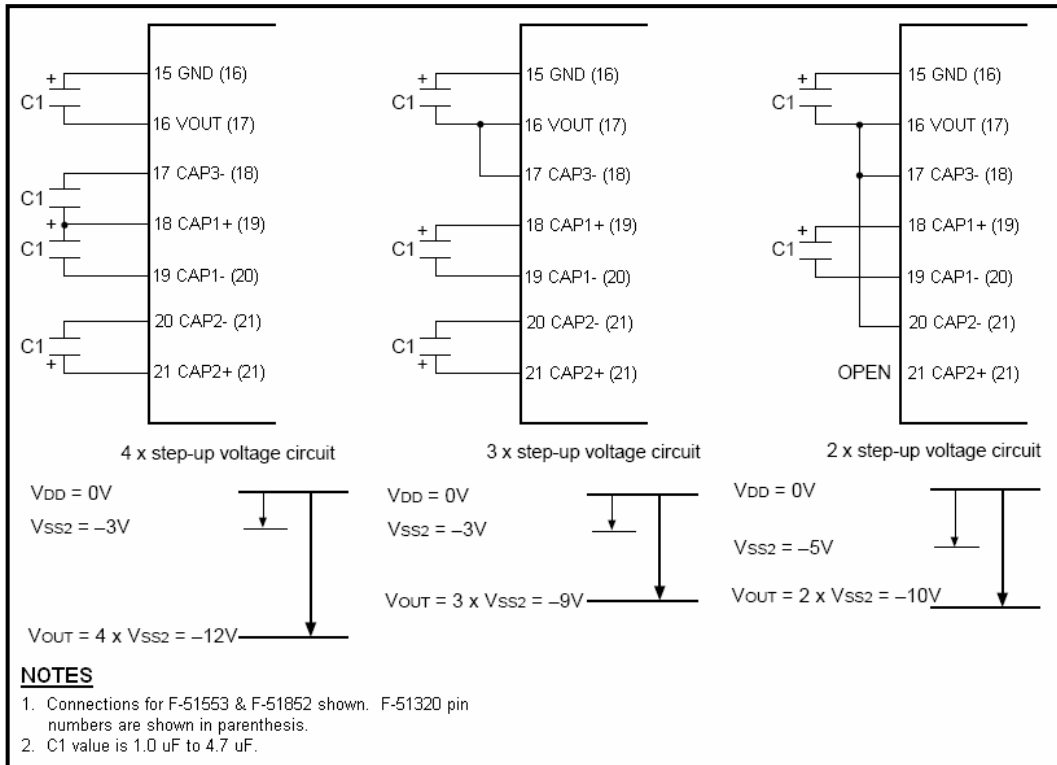 +
C1
15 GND (16)
16 VOUT (17)
C1
17 CAP3- (18)
+
18 CAP1+ (19)
C1
19 CAP1- (20)
20 CAP2- (21)
C1
+
21 CAP2+ (21)
4 x step-up voltage circuit
+
C1
15 GND (16)
16 VOUT (17)
17 CAP3- (18)
+
18 CAP1+ (19)
C1
19 CAP1- (20)
20 CAP2- (21)
C1
+
21 CAP2+ (21)
3 x step-up voltage circuit
+
C1
15 GND (16)
16 VOUT (17)
17 CAP3- (18)
+
18 CAP1+ (19)
C1
19 CAP1- (20)
20 CAP2- (21)
OPEN 21 CAP2+ (21)
2 x step-up voltage circuit
VDD = 0V
VSS2 = –3V
VOUT = 4 x VSS2 = –12V
VDD = 0V
VSS2 = –3V
VOUT = 3 x VSS2 = –9V
VDD = 0V
VSS2 = –5V
VOUT = 2 x VSS2 = –10V
NOTES
1. Connections for F-51553 & F-51852 shown. F-51320 pin
numbers are shown in parenthesis.
2. C1 value is 1.0 uF to 4.7 uF.